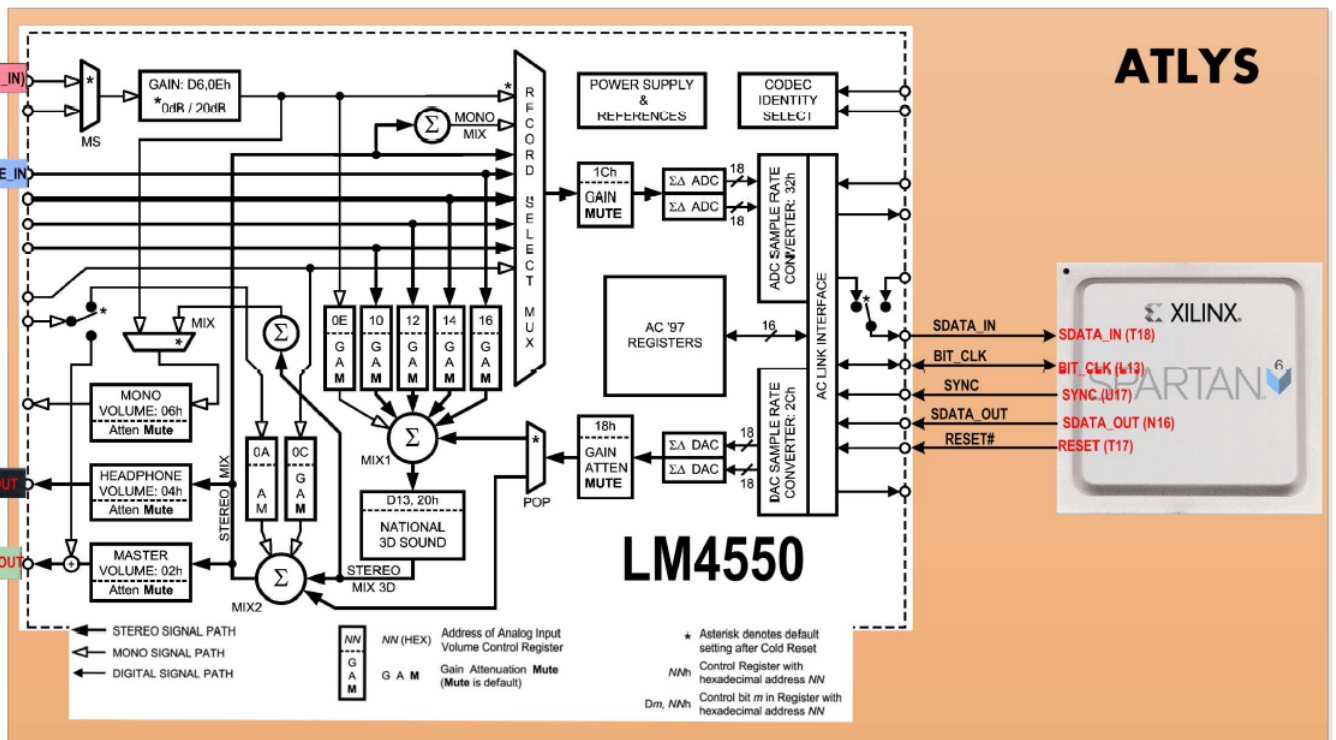 ATLYS
_IN)
E_IN
OUT
OUT
*
MS
GAIN: D6,0Eh
*0dB / 20dB
Σ
MONO
MIX
*
RECORD SELECT MUX
POWER SUPPLY
&
REFERENCES
CODEC
IDENTITY
SELECT
1Ch
GAIN
MUTE
ΣΔ ADC
ΣΔ ADC
18
18
ADC SAMPLE RATE
CONVERTER: 32h
AC LINK INTERFACE
AC '97
REGISTERS
16
*
*
MIX
*
Σ
0E
G
A
M
10
G
A
M
12
G
A
M
14
G
A
M
16
G
A
M
MONO
VOLUME: 06h
Atten Mute
HEADPHONE
VOLUME: 04h
Atten Mute
MASTER
VOLUME: 02h
Atten Mute
+
STEREO MIX
0A
A
M
0C
G
A
M
Σ
MIX1
D13, 20h
NATIONAL
3D SOUND
STEREO
MIX 3D
Σ
MIX2
*
POP
18h
GAIN
ATTEN
MUTE
ΣΔ DAC
ΣΔ DAC
18
18
DAC SAMPLE RATE
CONVERTER: 2Ch
LM4550
SDATA_IN
BIT_CLK
SYNC
SDATA_OUT
RESET#
XILINX®
SPARTAN 6
SDATA_IN (T18)
BIT_CLK (L13)
SYNC (U17)
SDATA_OUT (N16)
RESET (T17)
STEREO SIGNAL PATH
MONO SIGNAL PATH
DIGITAL SIGNAL PATH
NN
G
A
M
NN (HEX)
Address of Analog Input
Volume Control Register
G A M
Gain Attenuation Mute
(Mute is default)
* Asterisk denotes default
setting after Cold Reset
NNh Control Register with
hexadecimal address NN
Dm, NNh Control bit m in Register with
hexadecimal address NN